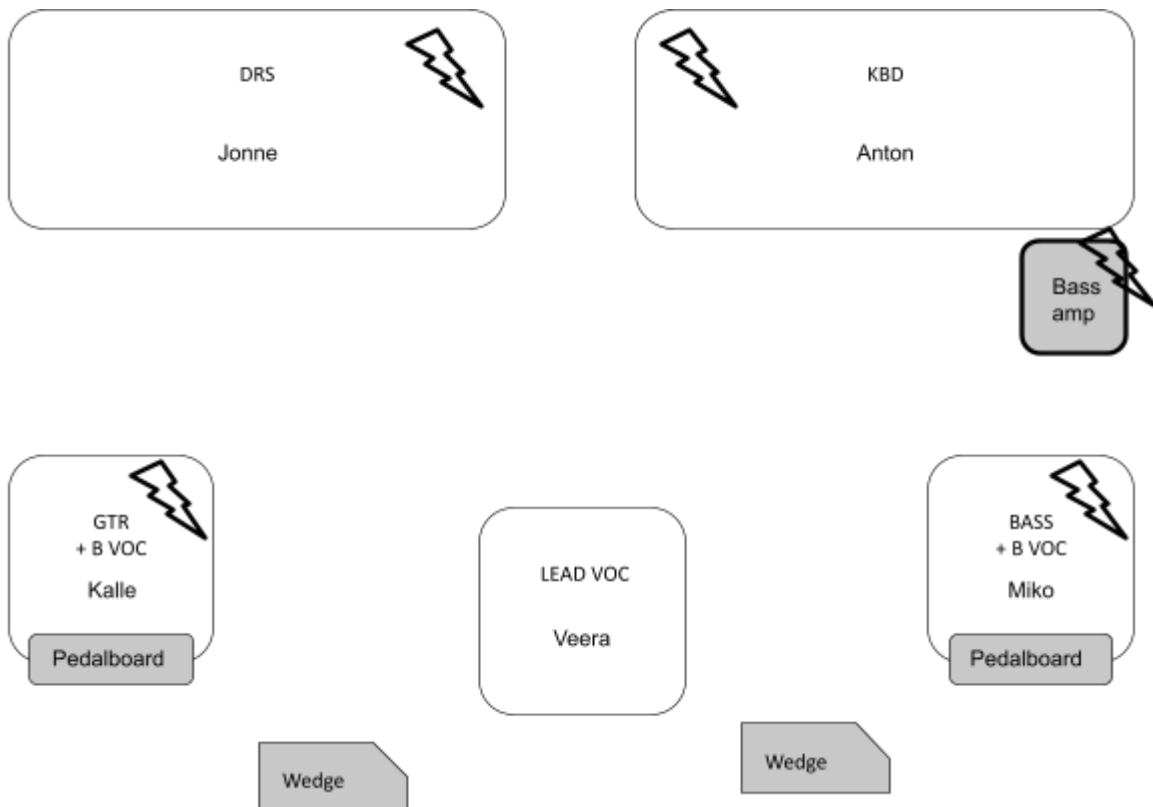 DRS
Jonne
KBD
Anton
Bass
amp
GTR
+ B VOC
Kalle
Pedalboard
LEAD VOC
Veera
BASS
+ B VOC
Miko
Pedalboard
Wedge
Wedge